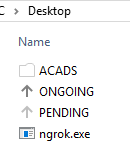 C > Desktop
Name
ACADS
ONGOING
PENDING
ngrok.exe